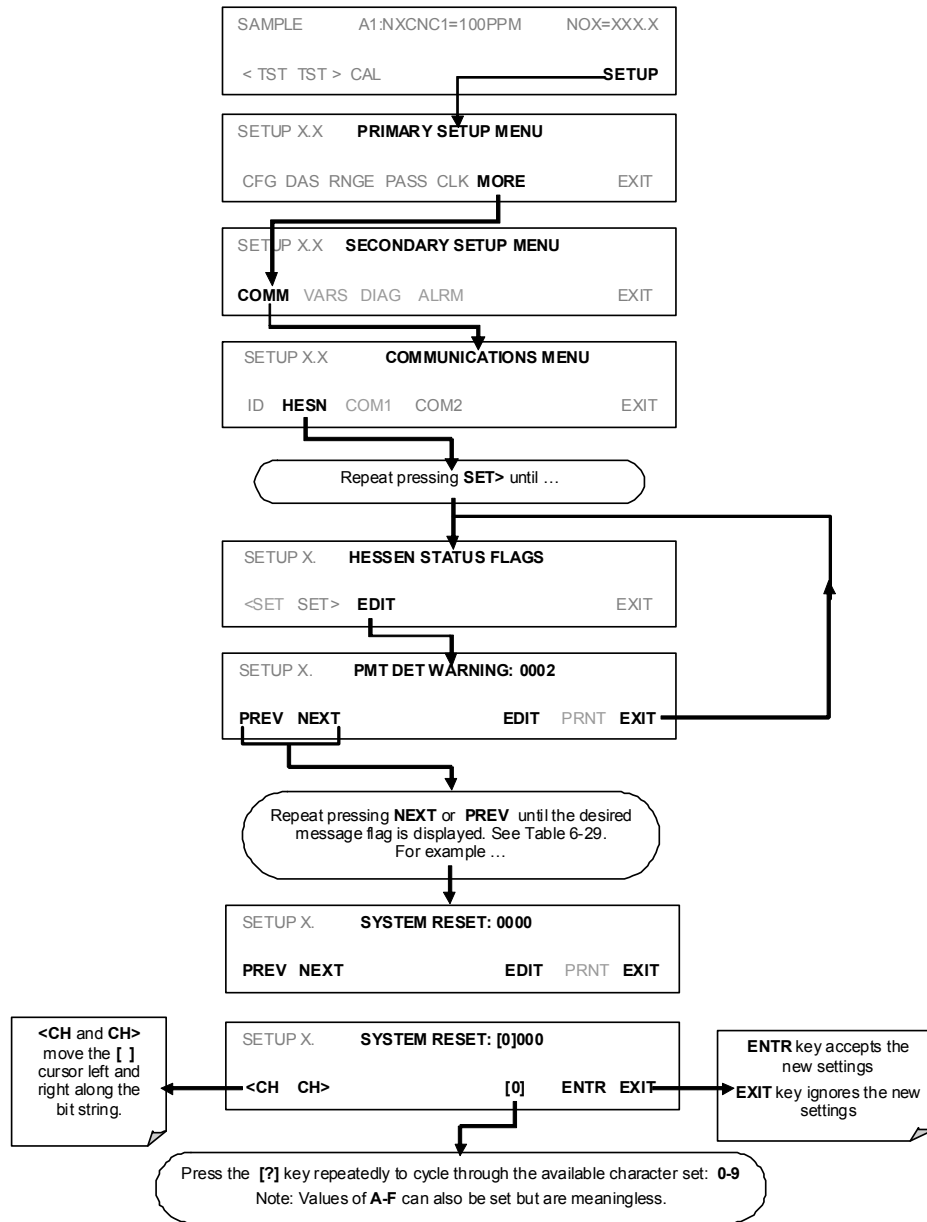 SAMPLE A1:NXCNC1=100PPM NOX=XXX.X
< TST TST > CAL SETUP
SETUP X.X PRIMARY SETUP MENU
CFG DAS RNGE PASS CLK MORE EXIT
SETUP X.X SECONDARY SETUP MENU
COMM VARS DIAG ALRM EXIT
SETUP X.X COMMUNICATIONS MENU
ID HESN COM1 COM2 EXIT
Repeat pressing SET> until …
SETUP X. HESSEN STATUS FLAGS
<SET SET> EDIT EXIT
SETUP X. PMT DET WARNING: 0002
PREV NEXT EDIT PRNT EXIT
Repeat pressing NEXT or PREV until the desired
message flag is displayed. See Table 6-29.
For example …
SETUP X. SYSTEM RESET: 0000
PREV NEXT EDIT PRNT EXIT
<CH and CH>
move the [ ]
cursor left and
right along the
bit string.
SETUP X. SYSTEM RESET: [0]000
<CH CH> [0] ENTR EXIT
ENTR key accepts the
new settings
EXIT key ignores the new
settings
Press the [?] key repeatedly to cycle through the available character set: 0-9
Note: Values of A-F can also be set but are meaningless.